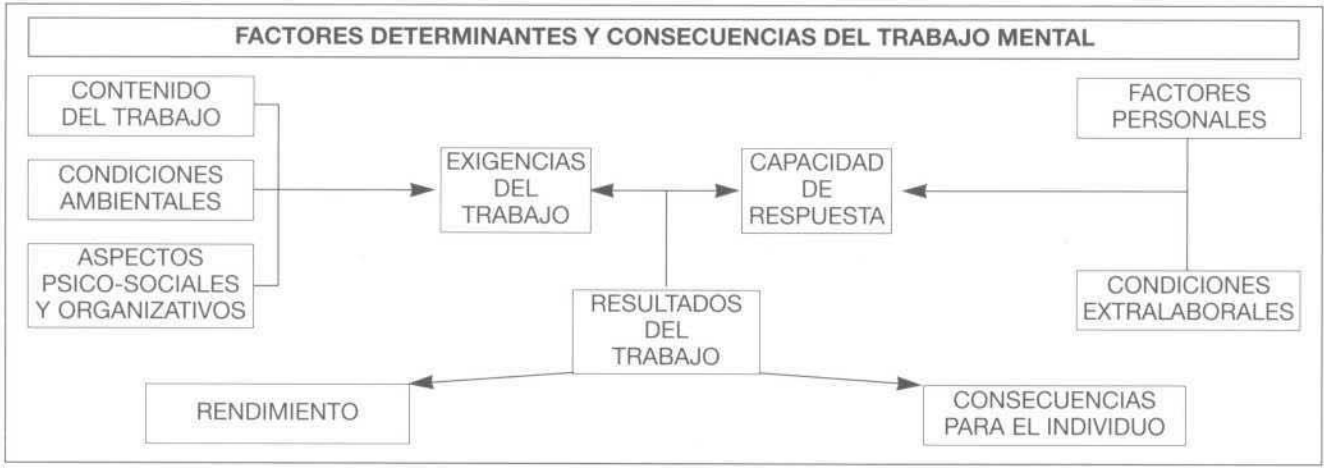 FACTORES DETERMINANTES Y CONSECUENCIAS DEL TRABAJO MENTAL
CONTENIDO
DEL TRABAJO
CONDICIONES
AMBIENTALES
ASPECTOS
PSICO-SOCIALES
Y ORGANIZATIVOS
EXIGENCIAS
DEL
TRABAJO
CAPACIDAD
DE
RESPUESTA
FACTORES
PERSONALES
CONDICIONES
EXTRALABORALES
RESULTADOS
DEL
TRABAJO
RENDIMIENTO
CONSECUENCIAS
PARA EL INDIVIDUO